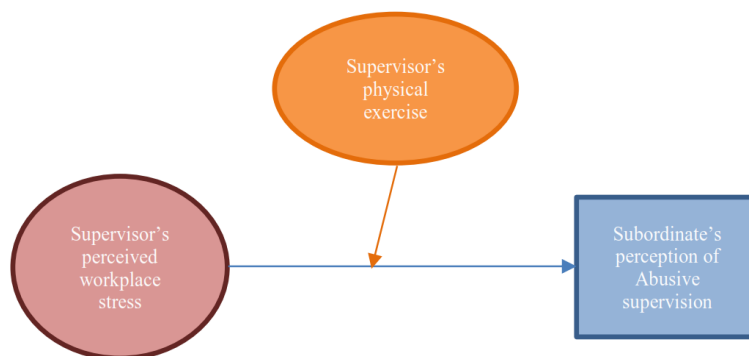 Supervisor’s
physical
exercise
Supervisor’s
perceived
workplace
stress
Subordinate’s
perception of
Abusive
supervision